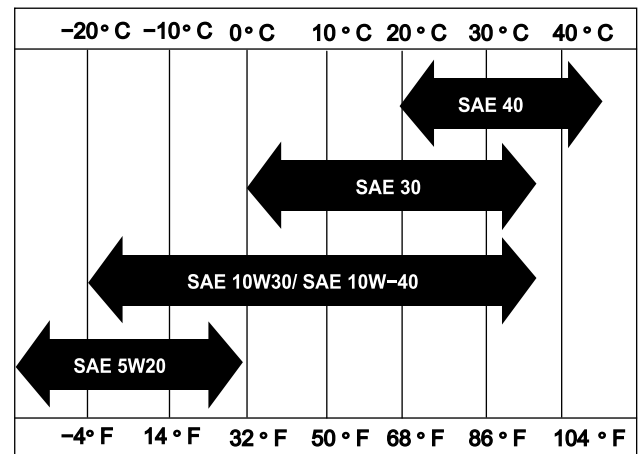 −20° C −10° C 0° C 10° C 20° C 30° C 40° C
SAE 40
SAE 30
SAE 10W30/ SAE 10W−40
SAE 5W20
−4° F 14° F 32° F 50° F 68° F 86° F 104° F